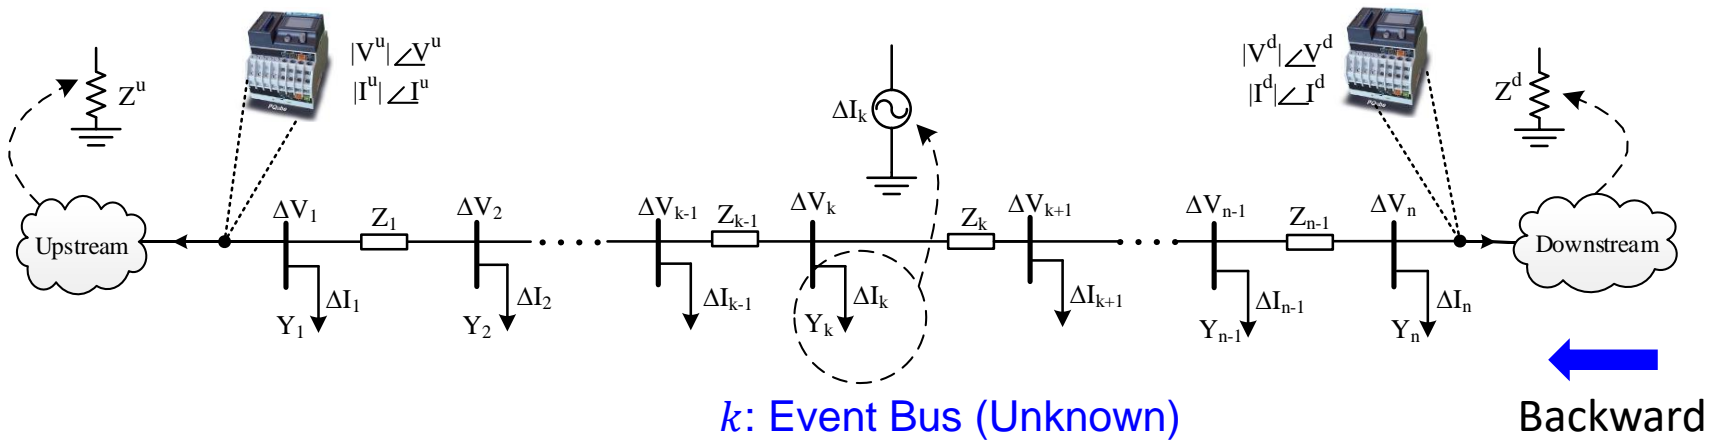 |V^u|∠V^u
|I^u|∠I^u
Z^u
PQube
ΔI_k
|V^d|∠V^d
|I^d|∠I^d
Z^d
PQube
Upstream
ΔV_1
Z_1
ΔV_2
ΔV_{k-1}
Z_{k-1}
ΔV_k
Z_k
ΔV_{k+1}
ΔV_{n-1}
Z_{n-1}
ΔV_n
Downstream
ΔI_1
Y_1
ΔI_2
Y_2
ΔI_{k-1}
ΔI_k
Y_k
ΔI_{k+1}
ΔI_{n-1}
Y_{n-1}
ΔI_n
Y_n
k: Event Bus (Unknown)
Backward